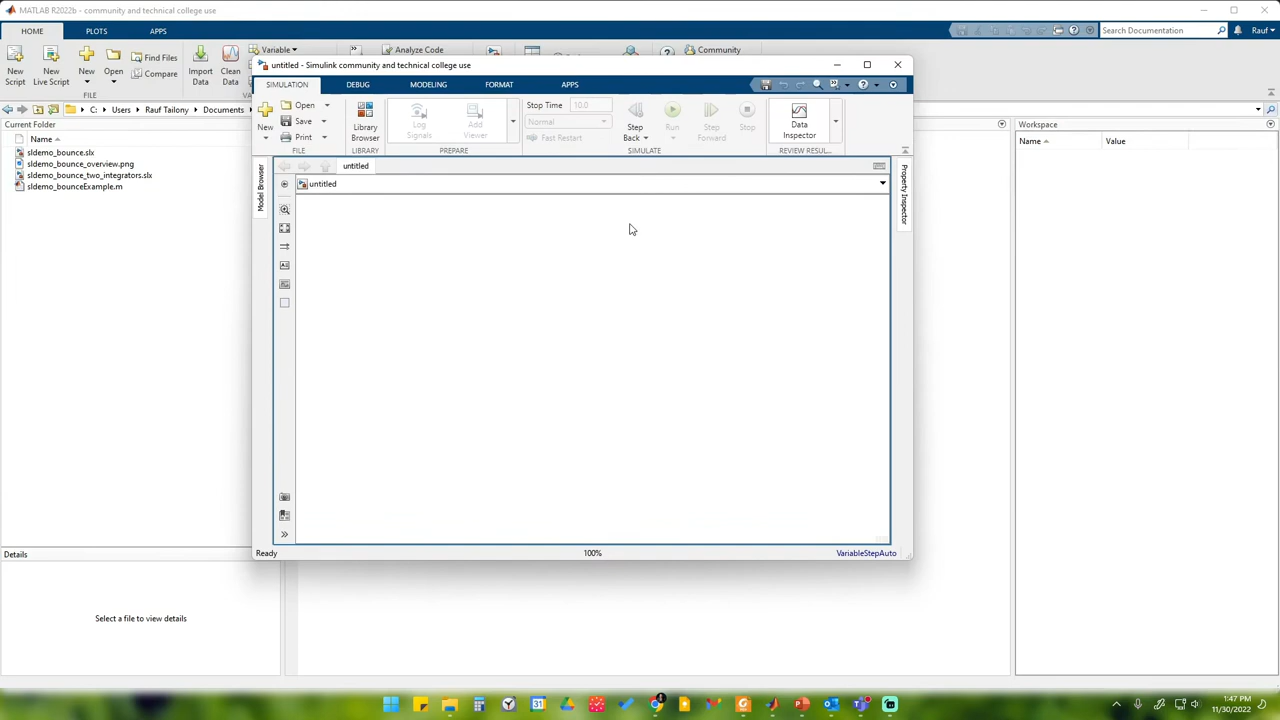 MATLAB R2022b - community and technical college use
HOME PLOTS APPS
Search Documentation
Rauf
New Script
New Live Script
New
Open
Find Files
Compare
Import Data
Clean Data
Variable
Analyze Code
Community
FILE
C: Users Rauf Tailony Documents
Current Folder
Name
sldemo_bounce.slx
sldemo_bounce_overview.png
sldemo_bounce_two_integrators.slx
sldemo_bounceExample.m
Details
Select a file to view details
untitled - Simulink community and technical college use
SIMULATION DEBUG MODELING FORMAT APPS
New
Open
Save
Print
FILE
Library Browser
LIBRARY
Log Signals
Add Viewer
PREPARE
Stop Time 10.0
Normal
Fast Restart
Step Back
Run
Step Forward
Stop
SIMULATE
Data Inspector
REVIEW RESUL...
Model Browser
untitled
untitled
Property Inspector
Ready
100%
VariableStepAuto
Workspace
Name Value
31
1:47 PM
11/30/2022